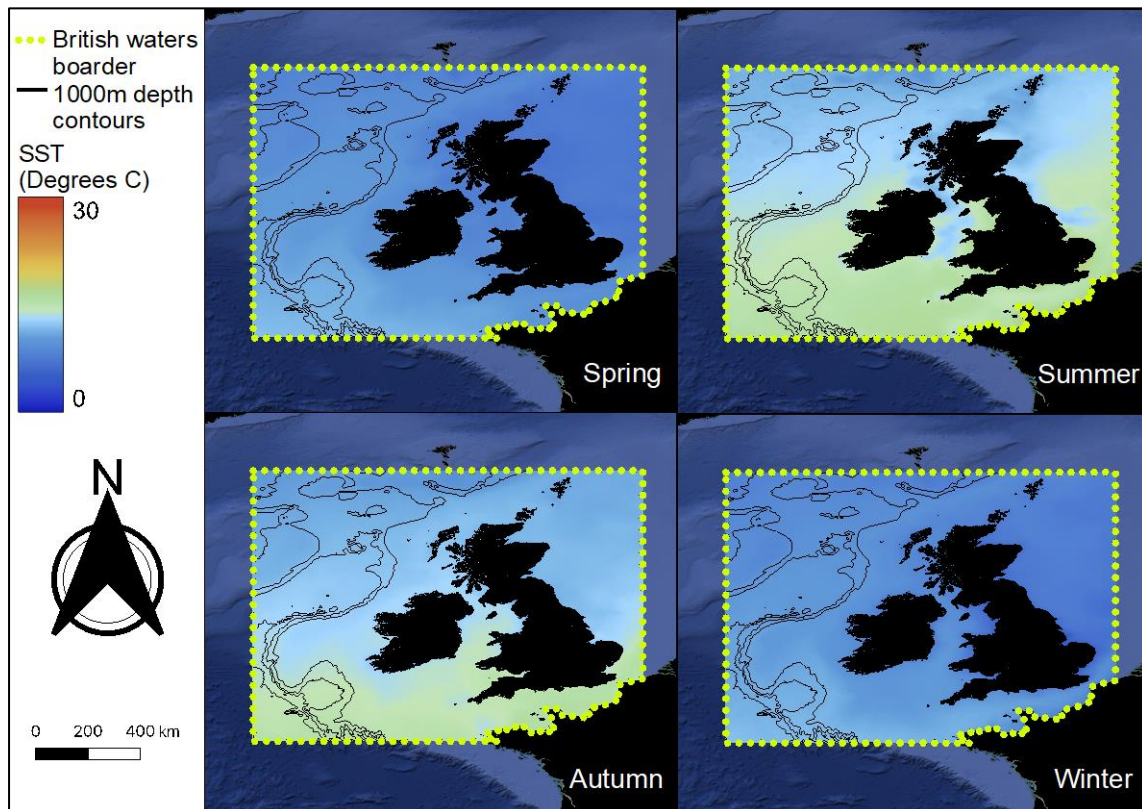 British waters
boarder
1000m depth
contours
SST
(Degrees C)
30
0
N
0 200 400 km
Spring
Summer
Autumn
Winter